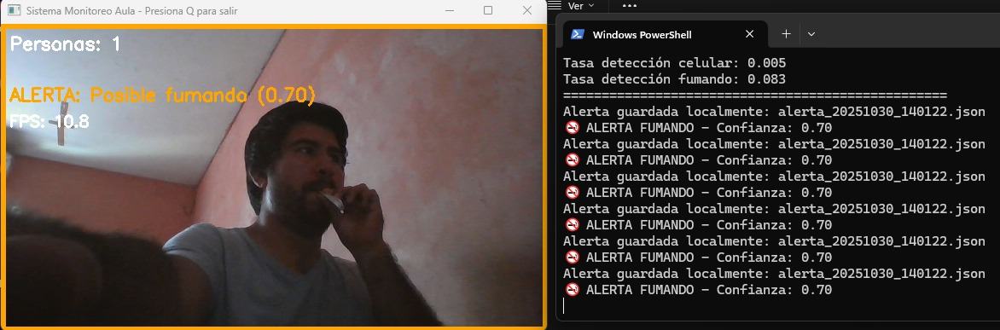 Sistema Monitoreo Aula - Presiona Q para salir
Personas: 1
ALERTA: Posible fumando (0.70)
FPS: 10.8
Ver
Windows PowerShell
Tasa detección celular: 0.005
Tasa detección fumando: 0.083
==================================================
Alerta guardada localmente: alerta_20251030_140122.json
ALERTA FUMANDO - Confianza: 0.70
Alerta guardada localmente: alerta_20251030_140122.json
ALERTA FUMANDO - Confianza: 0.70
Alerta guardada localmente: alerta_20251030_140122.json
ALERTA FUMANDO - Confianza: 0.70
Alerta guardada localmente: alerta_20251030_140122.json
ALERTA FUMANDO - Confianza: 0.70
Alerta guardada localmente: alerta_20251030_140122.json
ALERTA FUMANDO - Confianza: 0.70
Alerta guardada localmente: alerta_20251030_140122.json
ALERTA FUMANDO - Confianza: 0.70